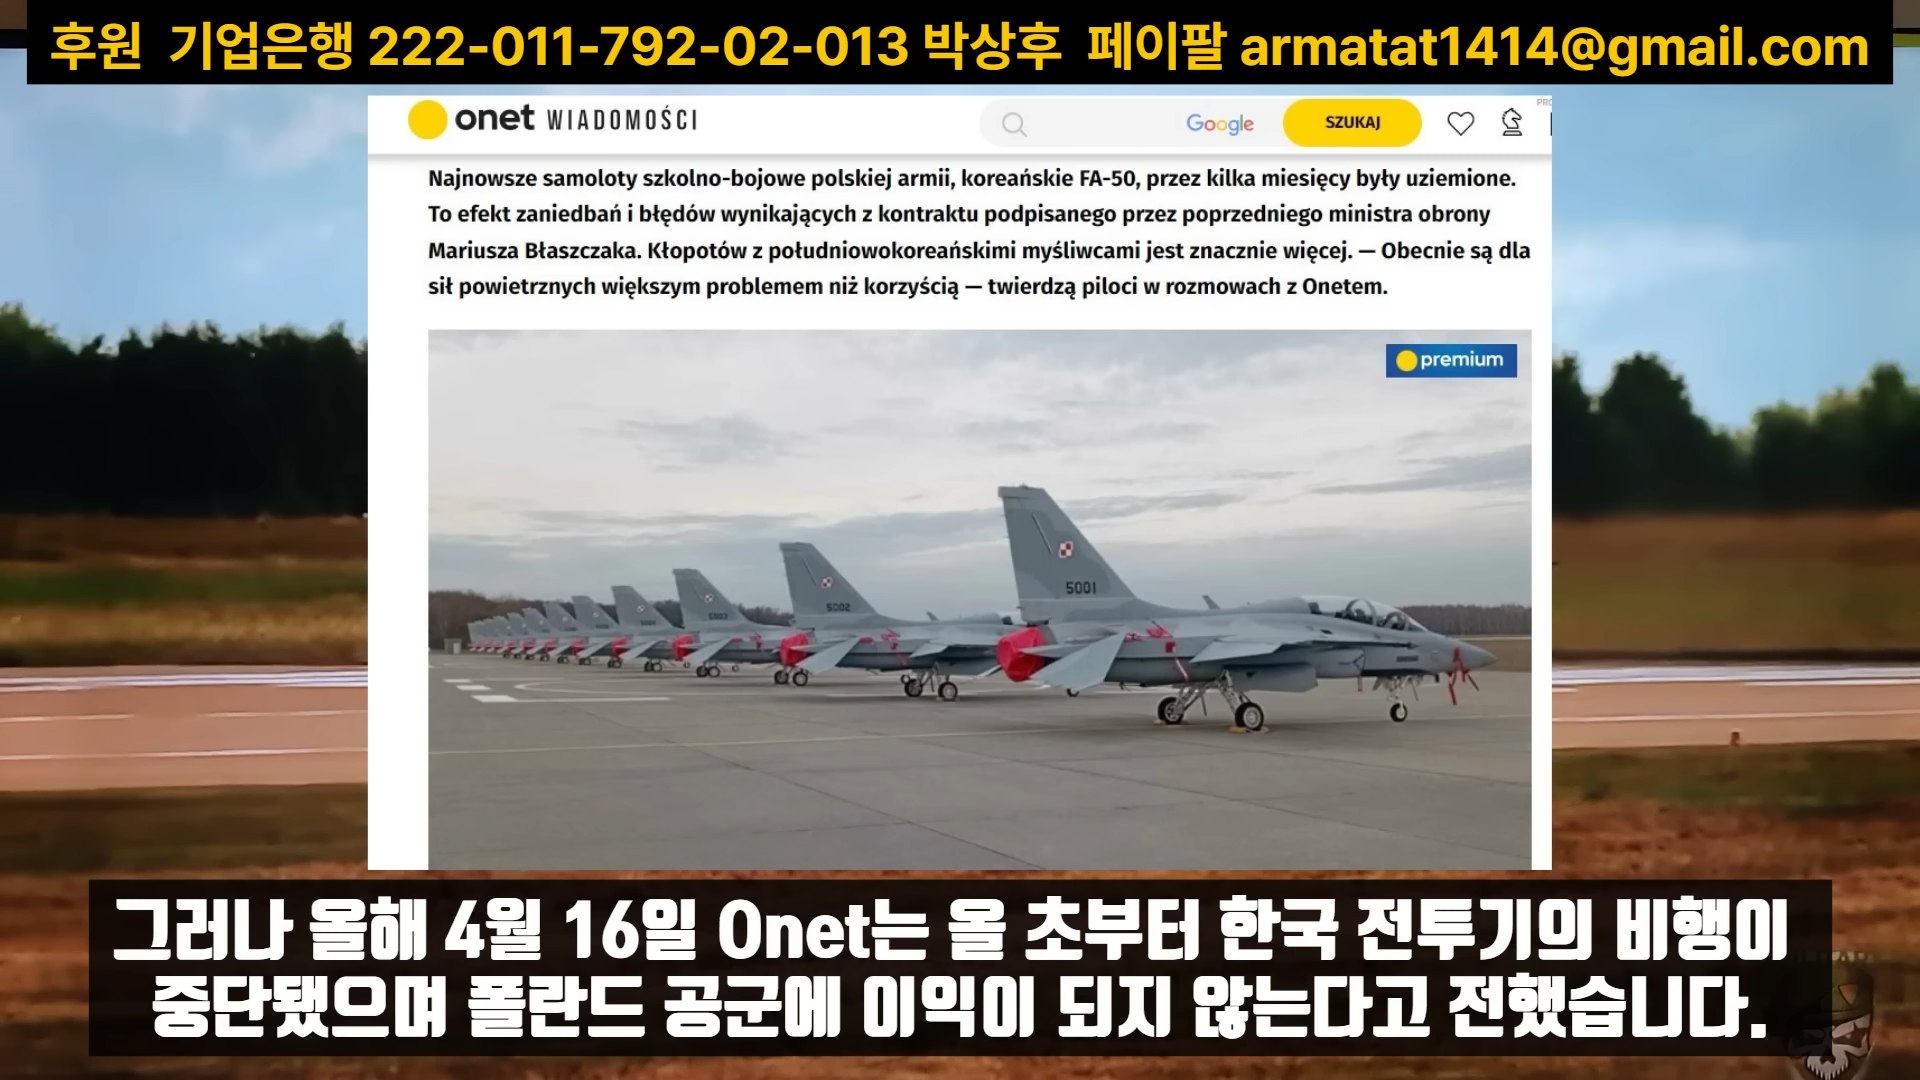 후원 기업은행 222-011-792-02-013 박상후 페이팔 armatat1414@gmail.com
onet WIADOMOŚCI
Google
SZUKAJ
Najnowsze samoloty szkolno-bojowe polskiej armii, koreańskie FA-50, przez kilka miesięcy były uziemione.
To efekt zaniedbań i błędów wynikających z kontraktu podpisanego przez poprzedniego ministra obrony
Mariusza Błaszczaka. Kłopotów z południowokoreańskimi myśliwcami jest znacznie więcej. — Obecnie są dla
sił powietrznych większym problemem niż korzyścią — twierdzą piloci w rozmowach z Onetem.
premium
5001
5002
그러나 올해 4월 16일 Onet는 올 초부터 한국 전투기의 비행이
중단됐으며 폴란드 공군에 이익이 되지 않는다고 전했습니다.